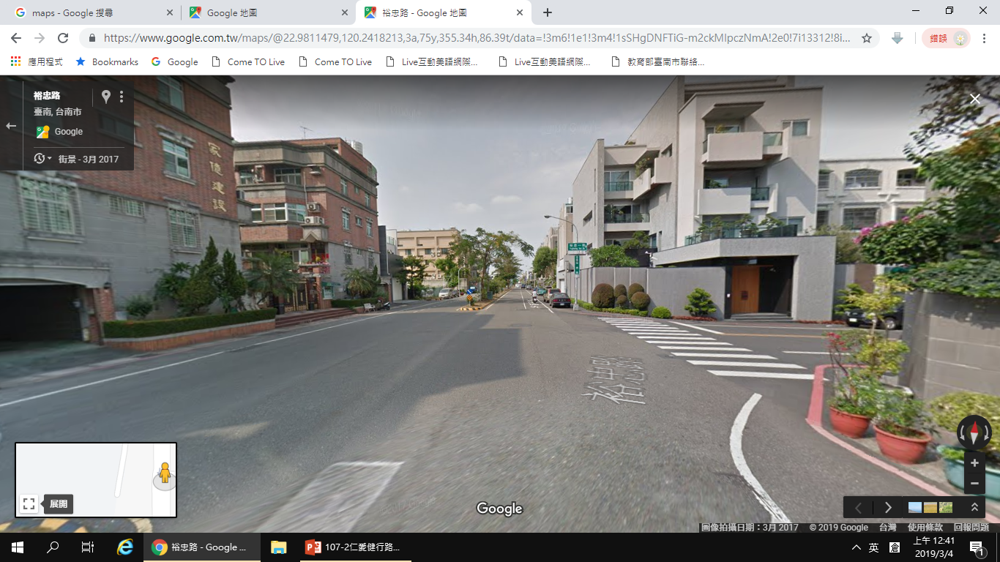 maps - Google 搜尋
Google 地圖
裕忠路 - Google 地圖
https://www.google.com.tw/maps/@22.9811479,120.2418213,3a,75y,355.34h,86.39t/data=!3m6!1e1!3m4!1sSHgDNFTiG-m2ckMIpczNmA!2e0!7i13312!8i...
錯誤
應用程式
Bookmarks
Google
Come TO Live
Come TO Live
Live互動美語網際...
Live互動美語網際...
教育部臺南市聯絡...
裕忠路
臺南, 台南市
Google
街景 - 3月 2017
家億建設
裕忠路
展開
Google
圖像拍攝日期：3月 2017
© 2019 Google
台灣
使用條款
回報問題
裕忠路 - Google ...
107-2仁愛健行路...
英
倉
上午 12:41
2019/3/4
1